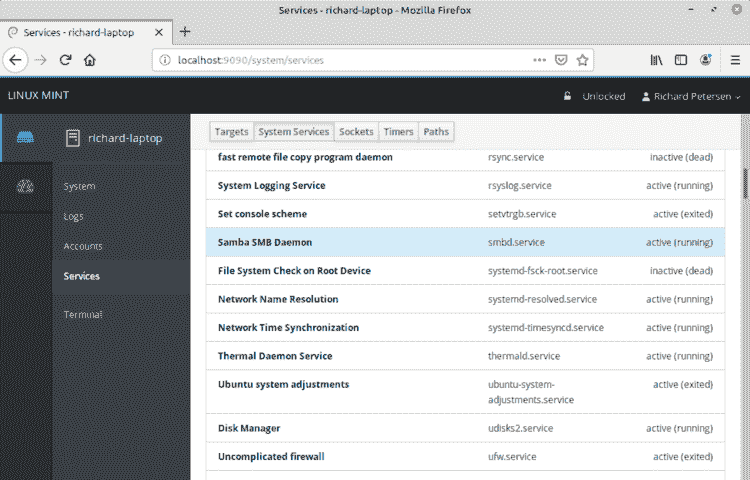 Services - richard-laptop - Mozilla Firefox
Services - richard-laptop
localhost:9090/system/services
LINUX MINT
Unlocked
Richard Petersen
richard-laptop
System
Logs
Accounts
Services
Terminal
Targets System Services Sockets Timers Paths
fast remote file copy program daemon rsync.service inactive (dead)
System Logging Service rsyslog.service active (running)
Set console scheme setvtrgb.service active (exited)
Samba SMB Daemon smbd.service active (running)
File System Check on Root Device systemd-fsck-root.service inactive (dead)
Network Name Resolution systemd-resolved.service active (running)
Network Time Synchronization systemd-timesyncd.service active (running)
Thermal Daemon Service thermald.service active (running)
Ubuntu system adjustments ubuntu-system- active (exited)
adjustments.service
Disk Manager udisks2.service active (running)
Uncomplicated firewall ufw.service active (exited)